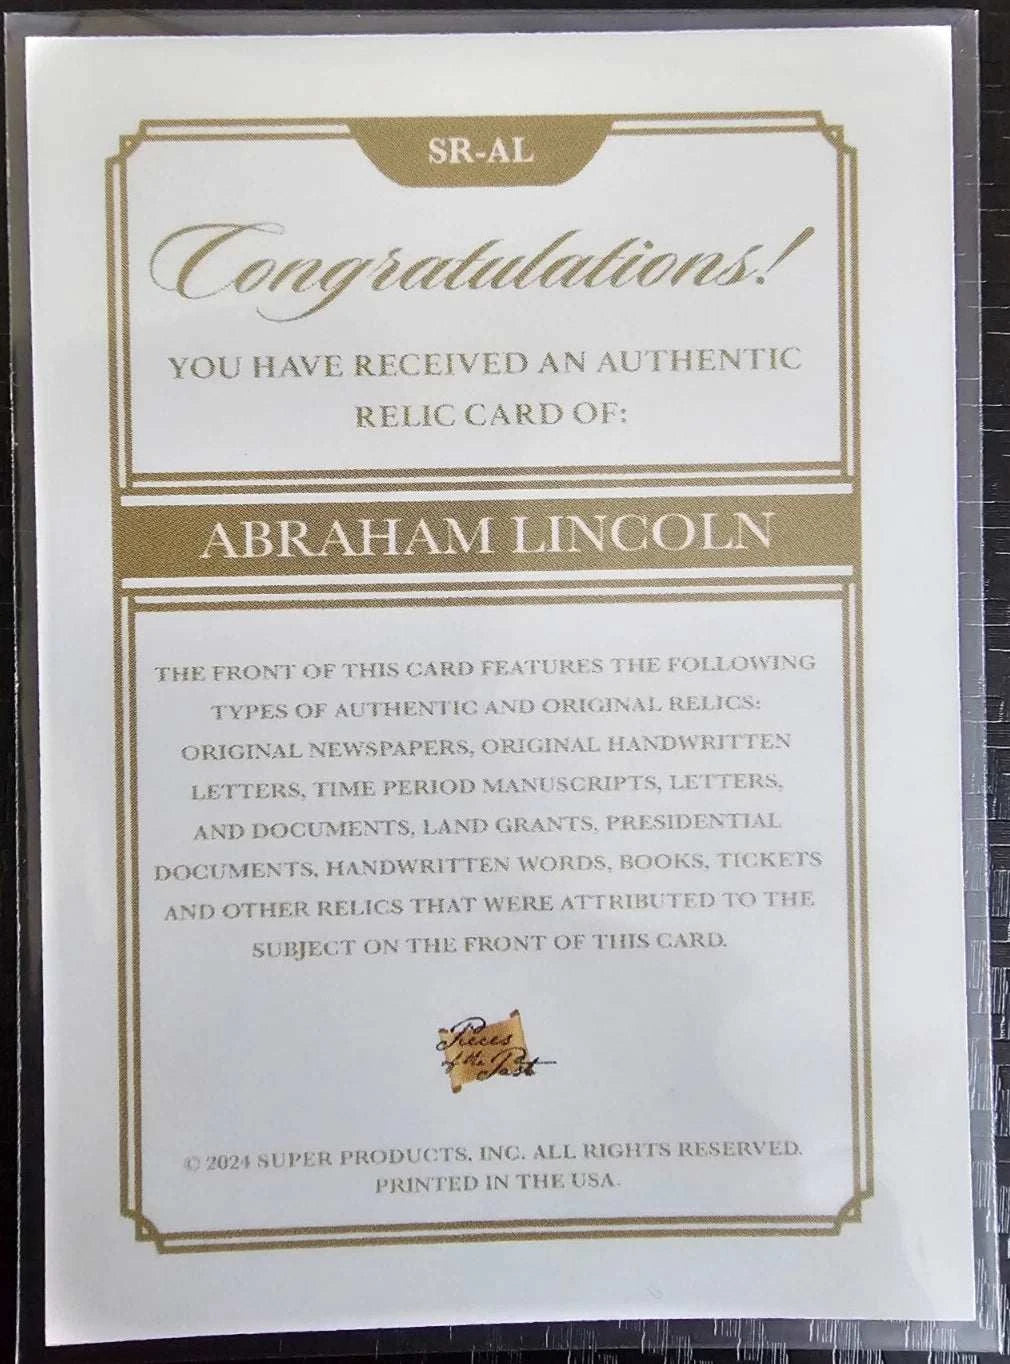 SR-AL
Congratulations!
YOU HAVE RECEIVED AN AUTHENTIC
RELIC CARD OF:
ABRAHAM LINCOLN
THE FRONT OF THIS CARD FEATURES THE FOLLOWING
TYPES OF AUTHENTIC AND ORIGINAL RELICS:
ORIGINAL NEWSPAPERS, ORIGINAL HANDWRITTEN
LETTERS, TIME PERIOD MANUSCRIPTS, LETTERS,
AND DOCUMENTS, LAND GRANTS, PRESIDENTIAL
DOCUMENTS, HANDWRITTEN WORDS, BOOKS, TICKETS
AND OTHER RELICS THAT WERE ATTRIBUTED TO THE
SUBJECT ON THE FRONT OF THIS CARD.
Pieces
of the Past
© 2024 SUPER PRODUCTS, INC. ALL RIGHTS RESERVED.
PRINTED IN THE USA.